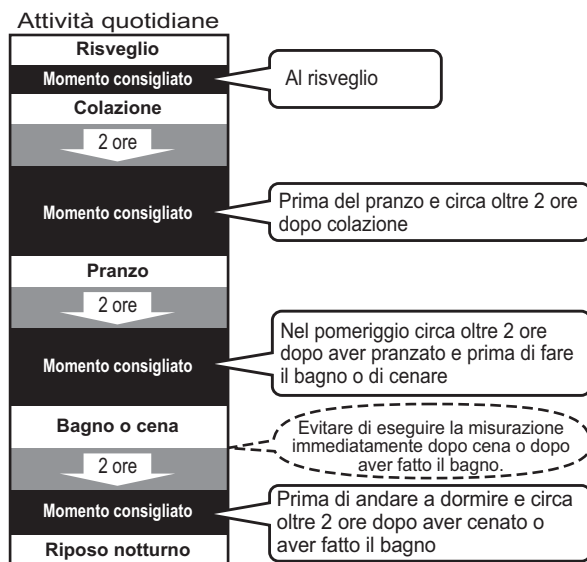 Attività quotidiane
Risveglio
Momento consigliato
Al risveglio
Colazione
2 ore
Momento consigliato
Prima del pranzo e circa oltre 2 ore
dopo colazione
Pranzo
2 ore
Momento consigliato
Nel pomeriggio circa oltre 2 ore
dopo aver pranzato e prima di fare
il bagno o di cenare
Bagno o cena
Evitare di eseguire la misurazione
immediatamente dopo cena o dopo
aver fatto il bagno.
2 ore
Momento consigliato
Prima di andare a dormire e circa
oltre 2 ore dopo aver cenato o
aver fatto il bagno
Riposo notturno